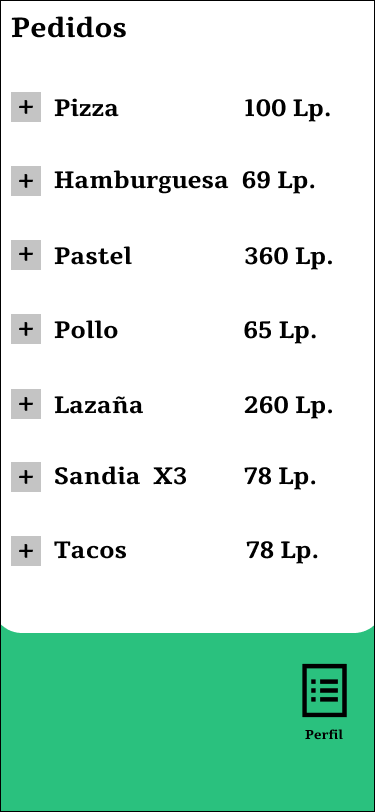 Pedidos
+ Pizza 100 Lp.
+ Hamburguesa 69 Lp.
+ Pastel 360 Lp.
+ Pollo 65 Lp.
+ Lazaña 260 Lp.
+ Sandia X3 78 Lp.
+ Tacos 78 Lp.
Perfil